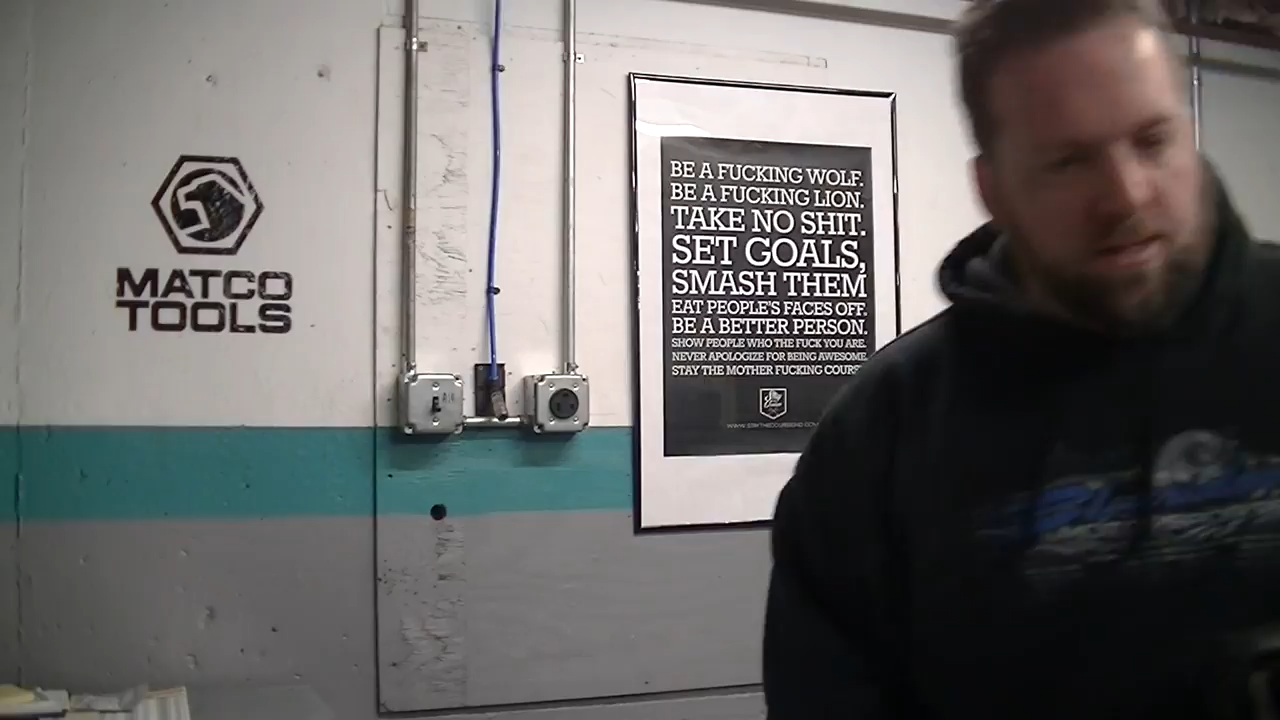 MATCO
TOOLS
BE A FUCKING WOLF.
BE A FUCKING LION.
TAKE NO SHIT.
SET GOALS,
SMASH THEM
EAT PEOPLE'S FACES OFF.
BE A BETTER PERSON.
SHOW PEOPLE WHO THE FUCK YOU ARE.
NEVER APOLOGIZE FOR BEING AWESOME.
STAY THE MOTHER FUCKING COURSE